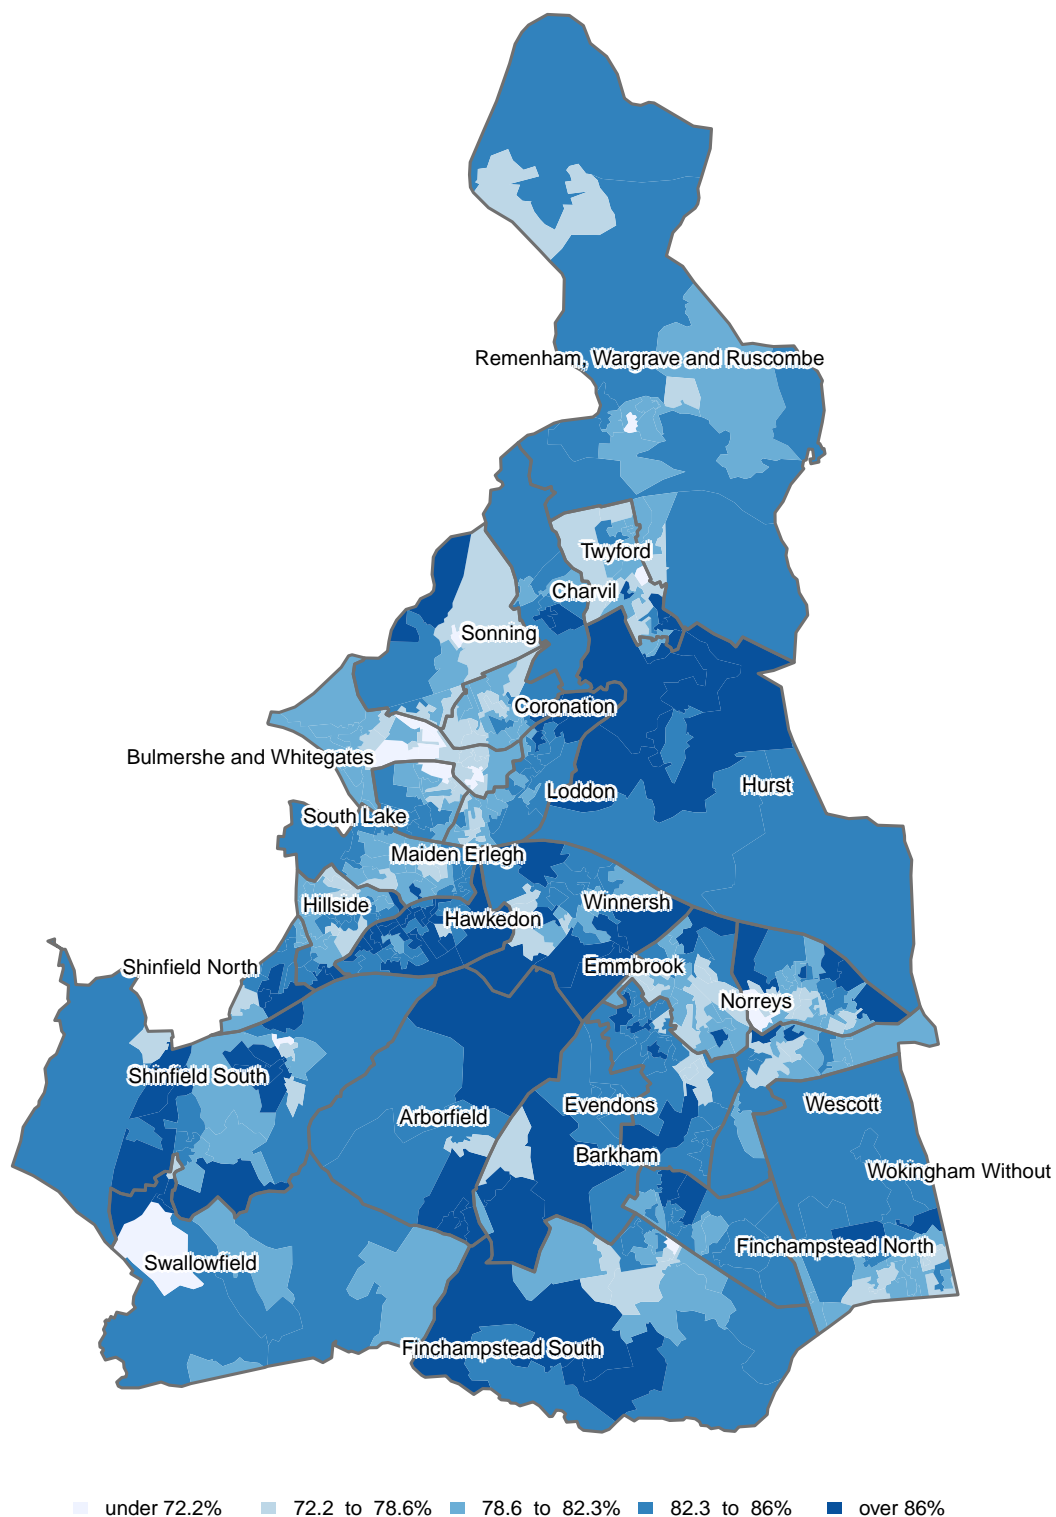 Remenham, Wargrave and Ruscombe
Twyford
Charvil
Sonning
Coronation
Bulmershe and Whitegates
Hurst
Loddon
South Lake
Maiden Erlegh
Hillside
Winnersh
Hawkedon
Emmbrook
Shinfield North
Norreys
Shinfield South
Wescott
Evendons
Arborfield
Barkham
Wokingham Without
Finchampstead North
Swallowfield
Finchampstead South
under 72.2% 72.2 to 78.6% 78.6 to 82.3% 82.3 to 86% over 86%